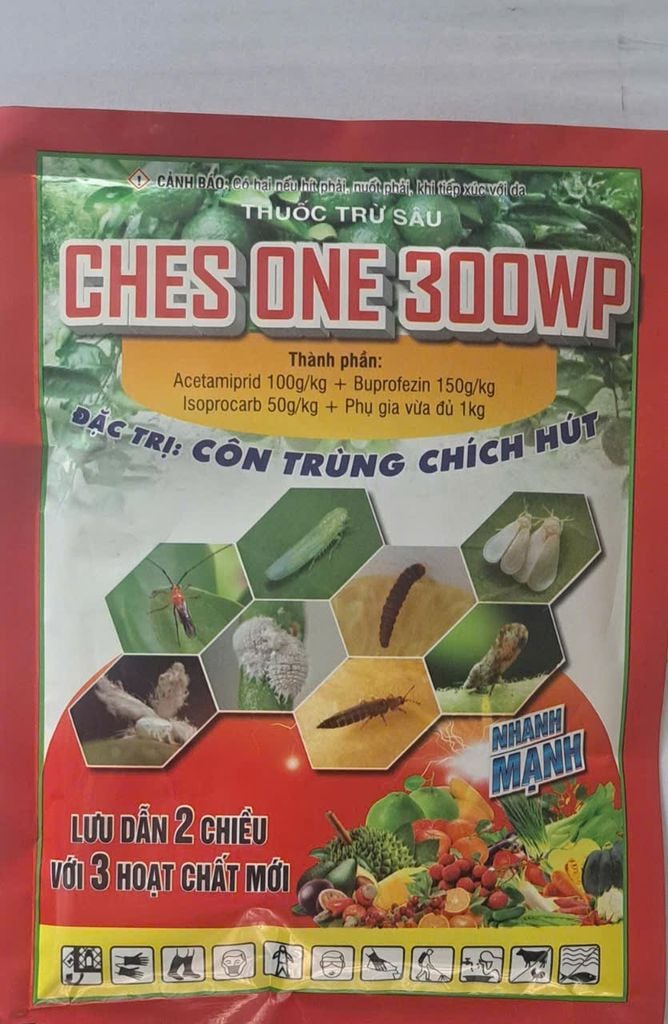 CẢNH BÁO: Có hại nếu hít phải, nuốt phải, khi tiếp xúc với da
THUỐC TRỪ SÂU
CHES ONE 300WP
Thành phần:
Acetamiprid 100g/kg + Buprofezin 150g/kg
Isoprocarb 50g/kg + Phụ gia vừa đủ 1kg
ĐẶC TRỊ: CÔN TRÙNG CHÍCH HÚT
NHANH
MẠNH
LƯU DẪN 2 CHIỀU
VỚI 3 HOẠT CHẤT MỚI